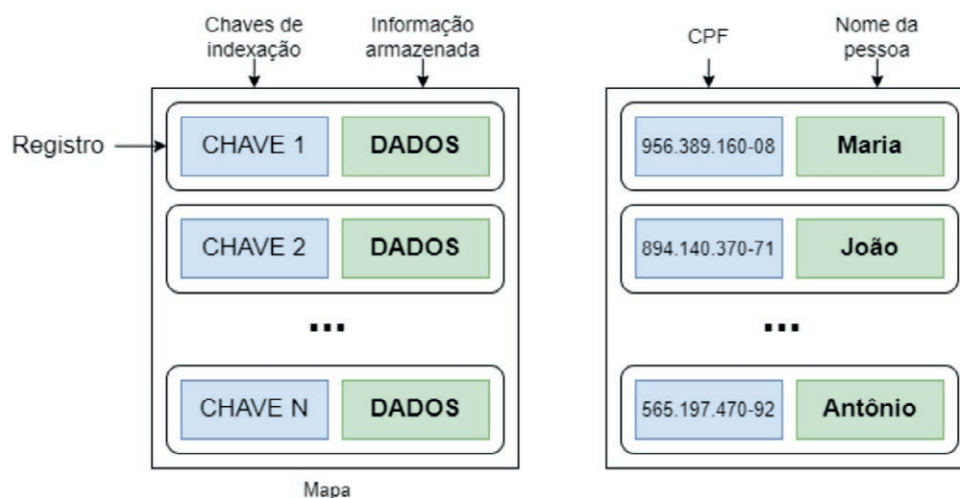 Chaves de
indexação
Informação
armazenada
CPF
Nome da
pessoa
Registro
CHAVE 1
DADOS
956.389.160-08
Maria
CHAVE 2
DADOS
894.140.370-71
João
...
...
CHAVE N
DADOS
565.197.470-92
Antônio
Mapa